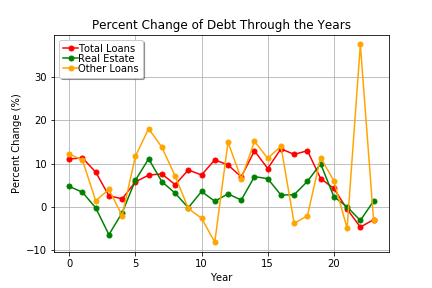 Percent Change of Debt Through the Years
Total Loans
Real Estate
Other Loans
Percent Change (%)
30
20
10
0
−10
0
5
10
15
20
Year